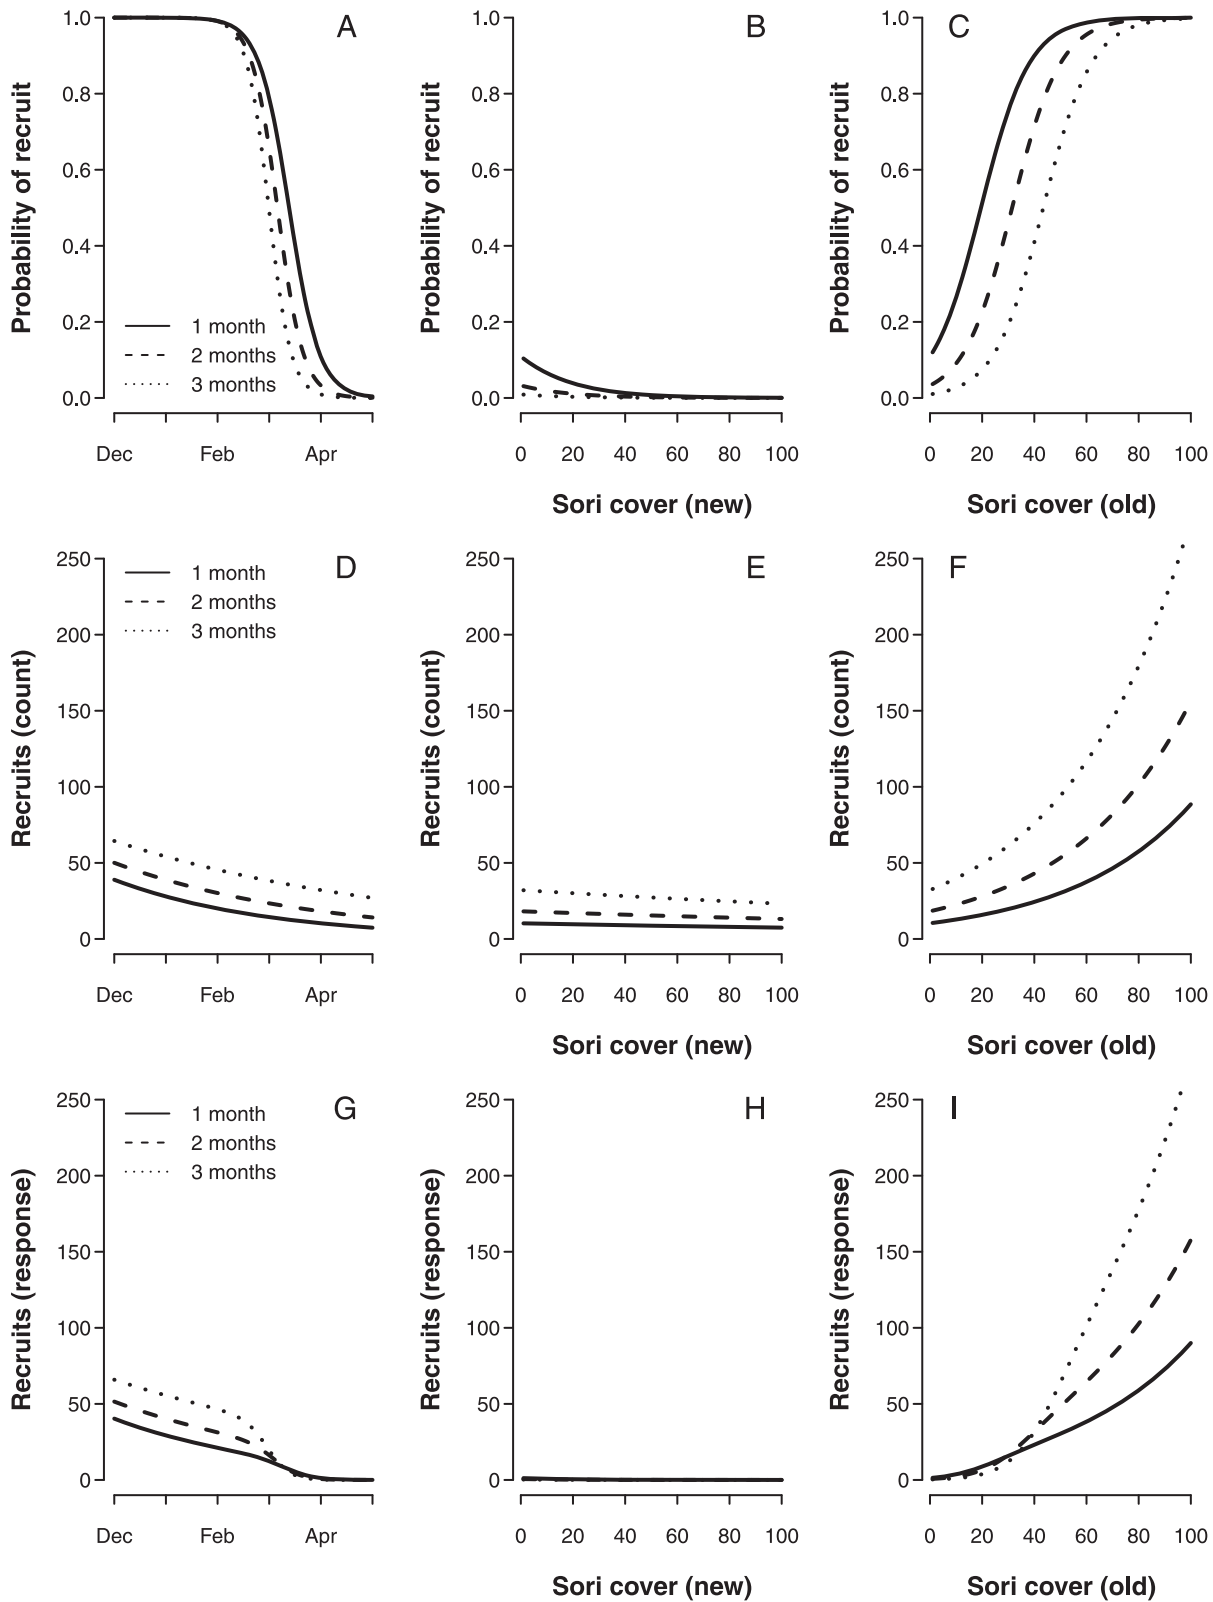 A
Probability of recruit
1.0
0.8
0.6
0.4
0.2
0.0
1 month
2 months
3 months
Dec
Feb
Apr
B
Probability of recruit
1.0
0.8
0.6
0.4
0.2
0.0
0 20 40 60 80 100
Sori cover (new)
C
Probability of recruit
1.0
0.8
0.6
0.4
0.2
0.0
0 20 40 60 80 100
Sori cover (old)
D
Recruits (count)
250
200
150
100
50
0
1 month
2 months
3 months
Dec
Feb
Apr
E
Recruits (count)
250
200
150
100
50
0
0 20 40 60 80 100
Sori cover (new)
F
Recruits (count)
250
200
150
100
50
0
0 20 40 60 80 100
Sori cover (old)
G
Recruits (response)
250
200
150
100
50
0
1 month
2 months
3 months
Dec
Feb
Apr
H
Recruits (response)
250
200
150
100
50
0
0 20 40 60 80 100
Sori cover (new)
I
Recruits (response)
250
200
150
100
50
0
0 20 40 60 80 100
Sori cover (old)